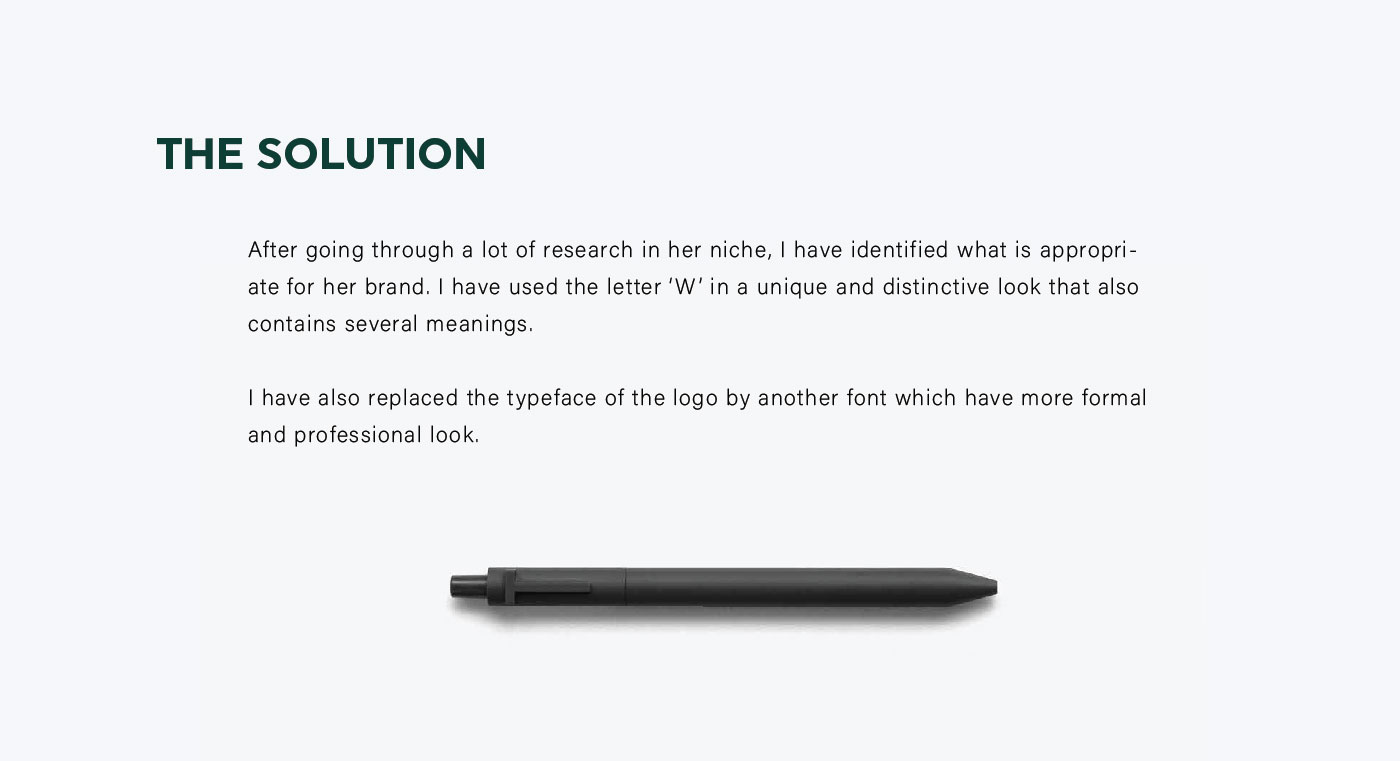 THE SOLUTION
After going through a lot of research in her niche, I have identified what is appropri-
ate for her brand. I have used the letter ’W’ in a unique and distinctive look that also
contains several meanings.
I have also replaced the typeface of the logo by another font which have more formal
and professional look.